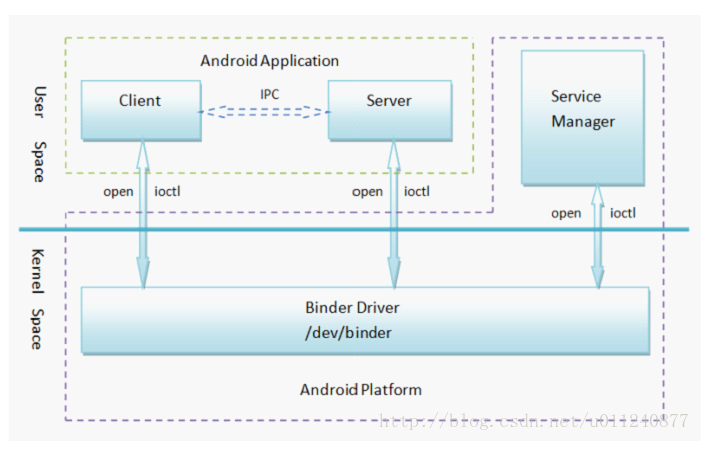 Android Application
Client
IPC
Server
Service
Manager
User Space
open ioctl
open ioctl
open ioctl
Kernel Space
Binder Driver
/dev/binder
Android Platform
http://blog.csdn.net/u011240877